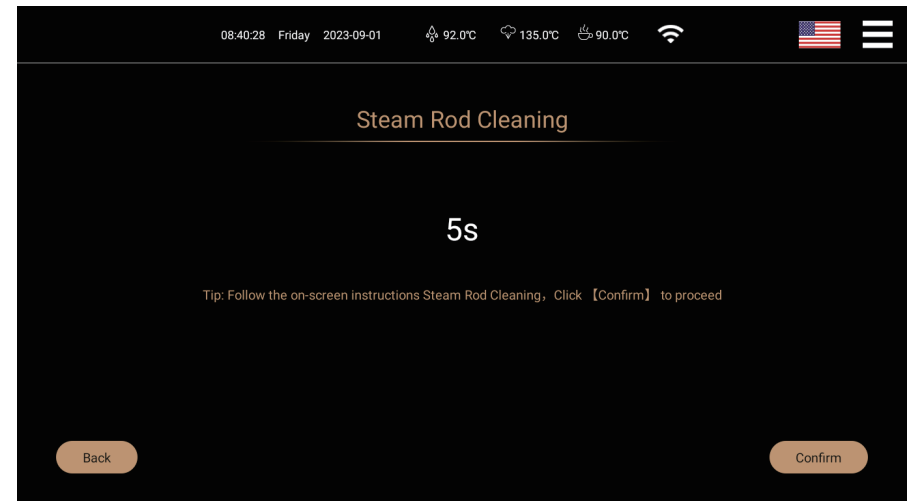 08:40:28 Friday 2023-09-01 92.0℃ 135.0℃ 90.0℃
Steam Rod Cleaning
5s
Tip: Follow the on-screen instructions Steam Rod Cleaning，Click 【Confirm】 to proceed
Back Confirm